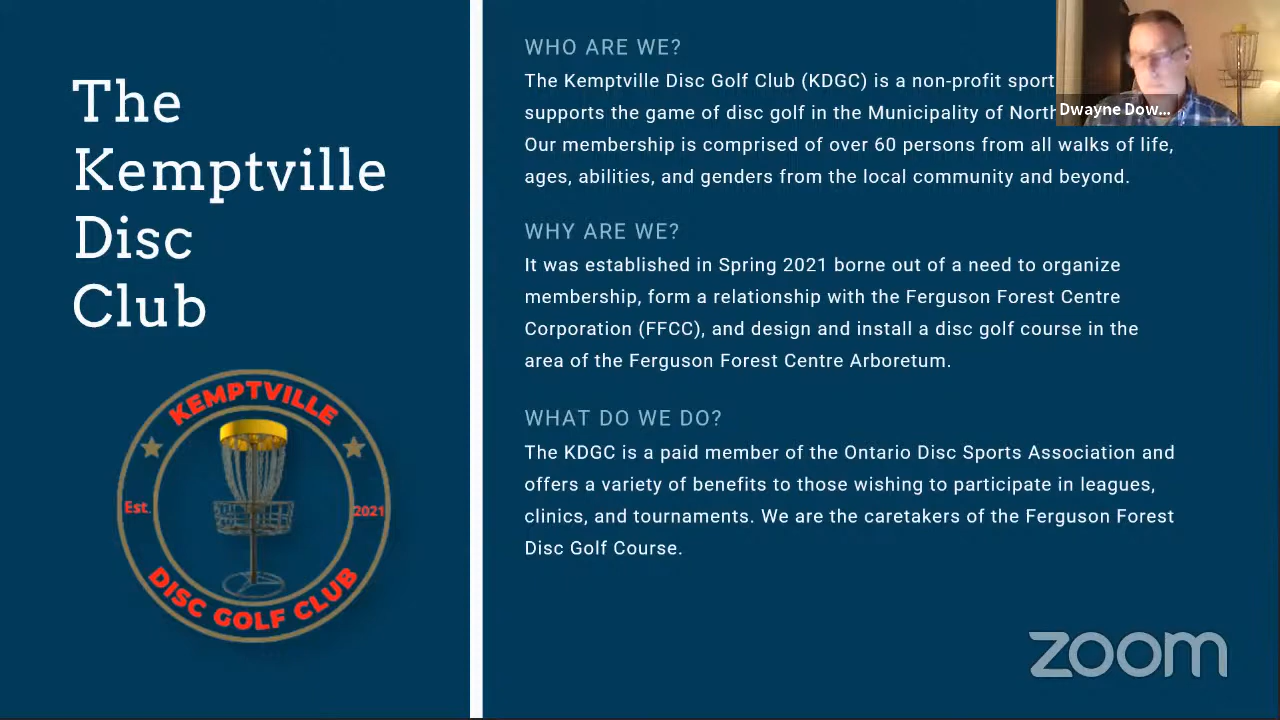 The
Kemptville
Disc
Club
KEMPTVILLE
Est.
2021
DISC GOLF CLUB
WHO ARE WE?
The Kemptville Disc Golf Club (KDGC) is a non-profit sport
supports the game of disc golf in the Municipality of North
Our membership is comprised of over 60 persons from all walks of life,
ages, abilities, and genders from the local community and beyond.
WHY ARE WE?
It was established in Spring 2021 borne out of a need to organize
membership, form a relationship with the Ferguson Forest Centre
Corporation (FFCC), and design and install a disc golf course in the
area of the Ferguson Forest Centre Arboretum.
WHAT DO WE DO?
The KDGC is a paid member of the Ontario Disc Sports Association and
offers a variety of benefits to those wishing to participate in leagues,
clinics, and tournaments. We are the caretakers of the Ferguson Forest
Disc Golf Course.
Dwayne Dow...
zoom